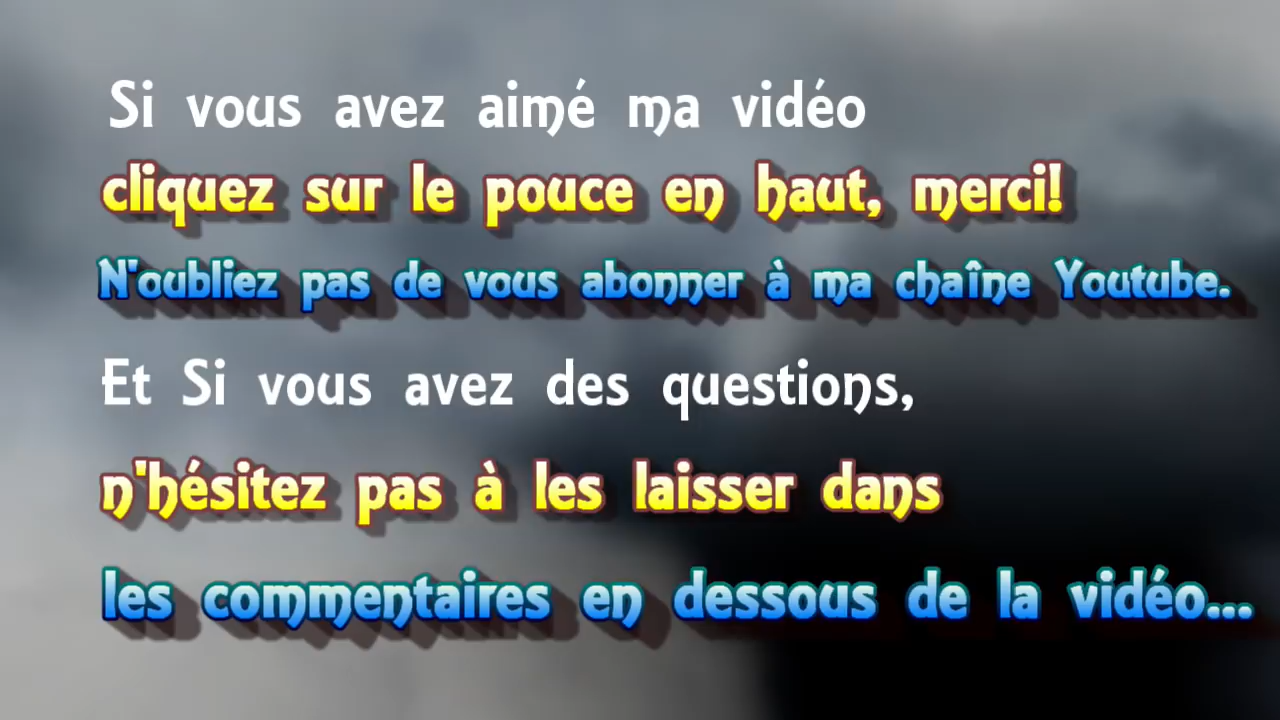 Si vous avez aimé ma vidéo
cliquez sur le pouce en haut, merci!
N'oubliez pas de vous abonner à ma chaîne Youtube.
Et Si vous avez des questions,
n'hésitez pas à les laisser dans
les commentaires en dessous de la vidéo...